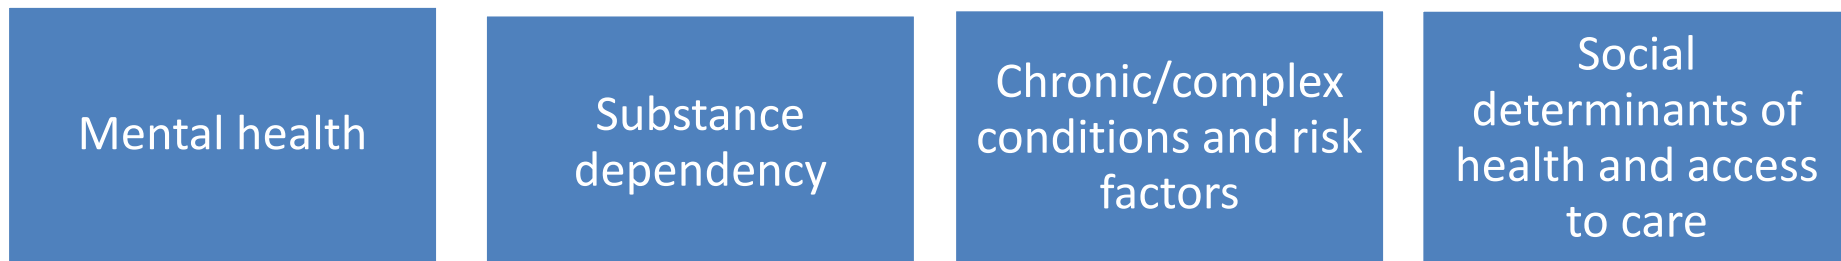 Mental health
Substance
dependency
Chronic/complex
conditions and risk
factors
Social
determinants of
health and access
to care